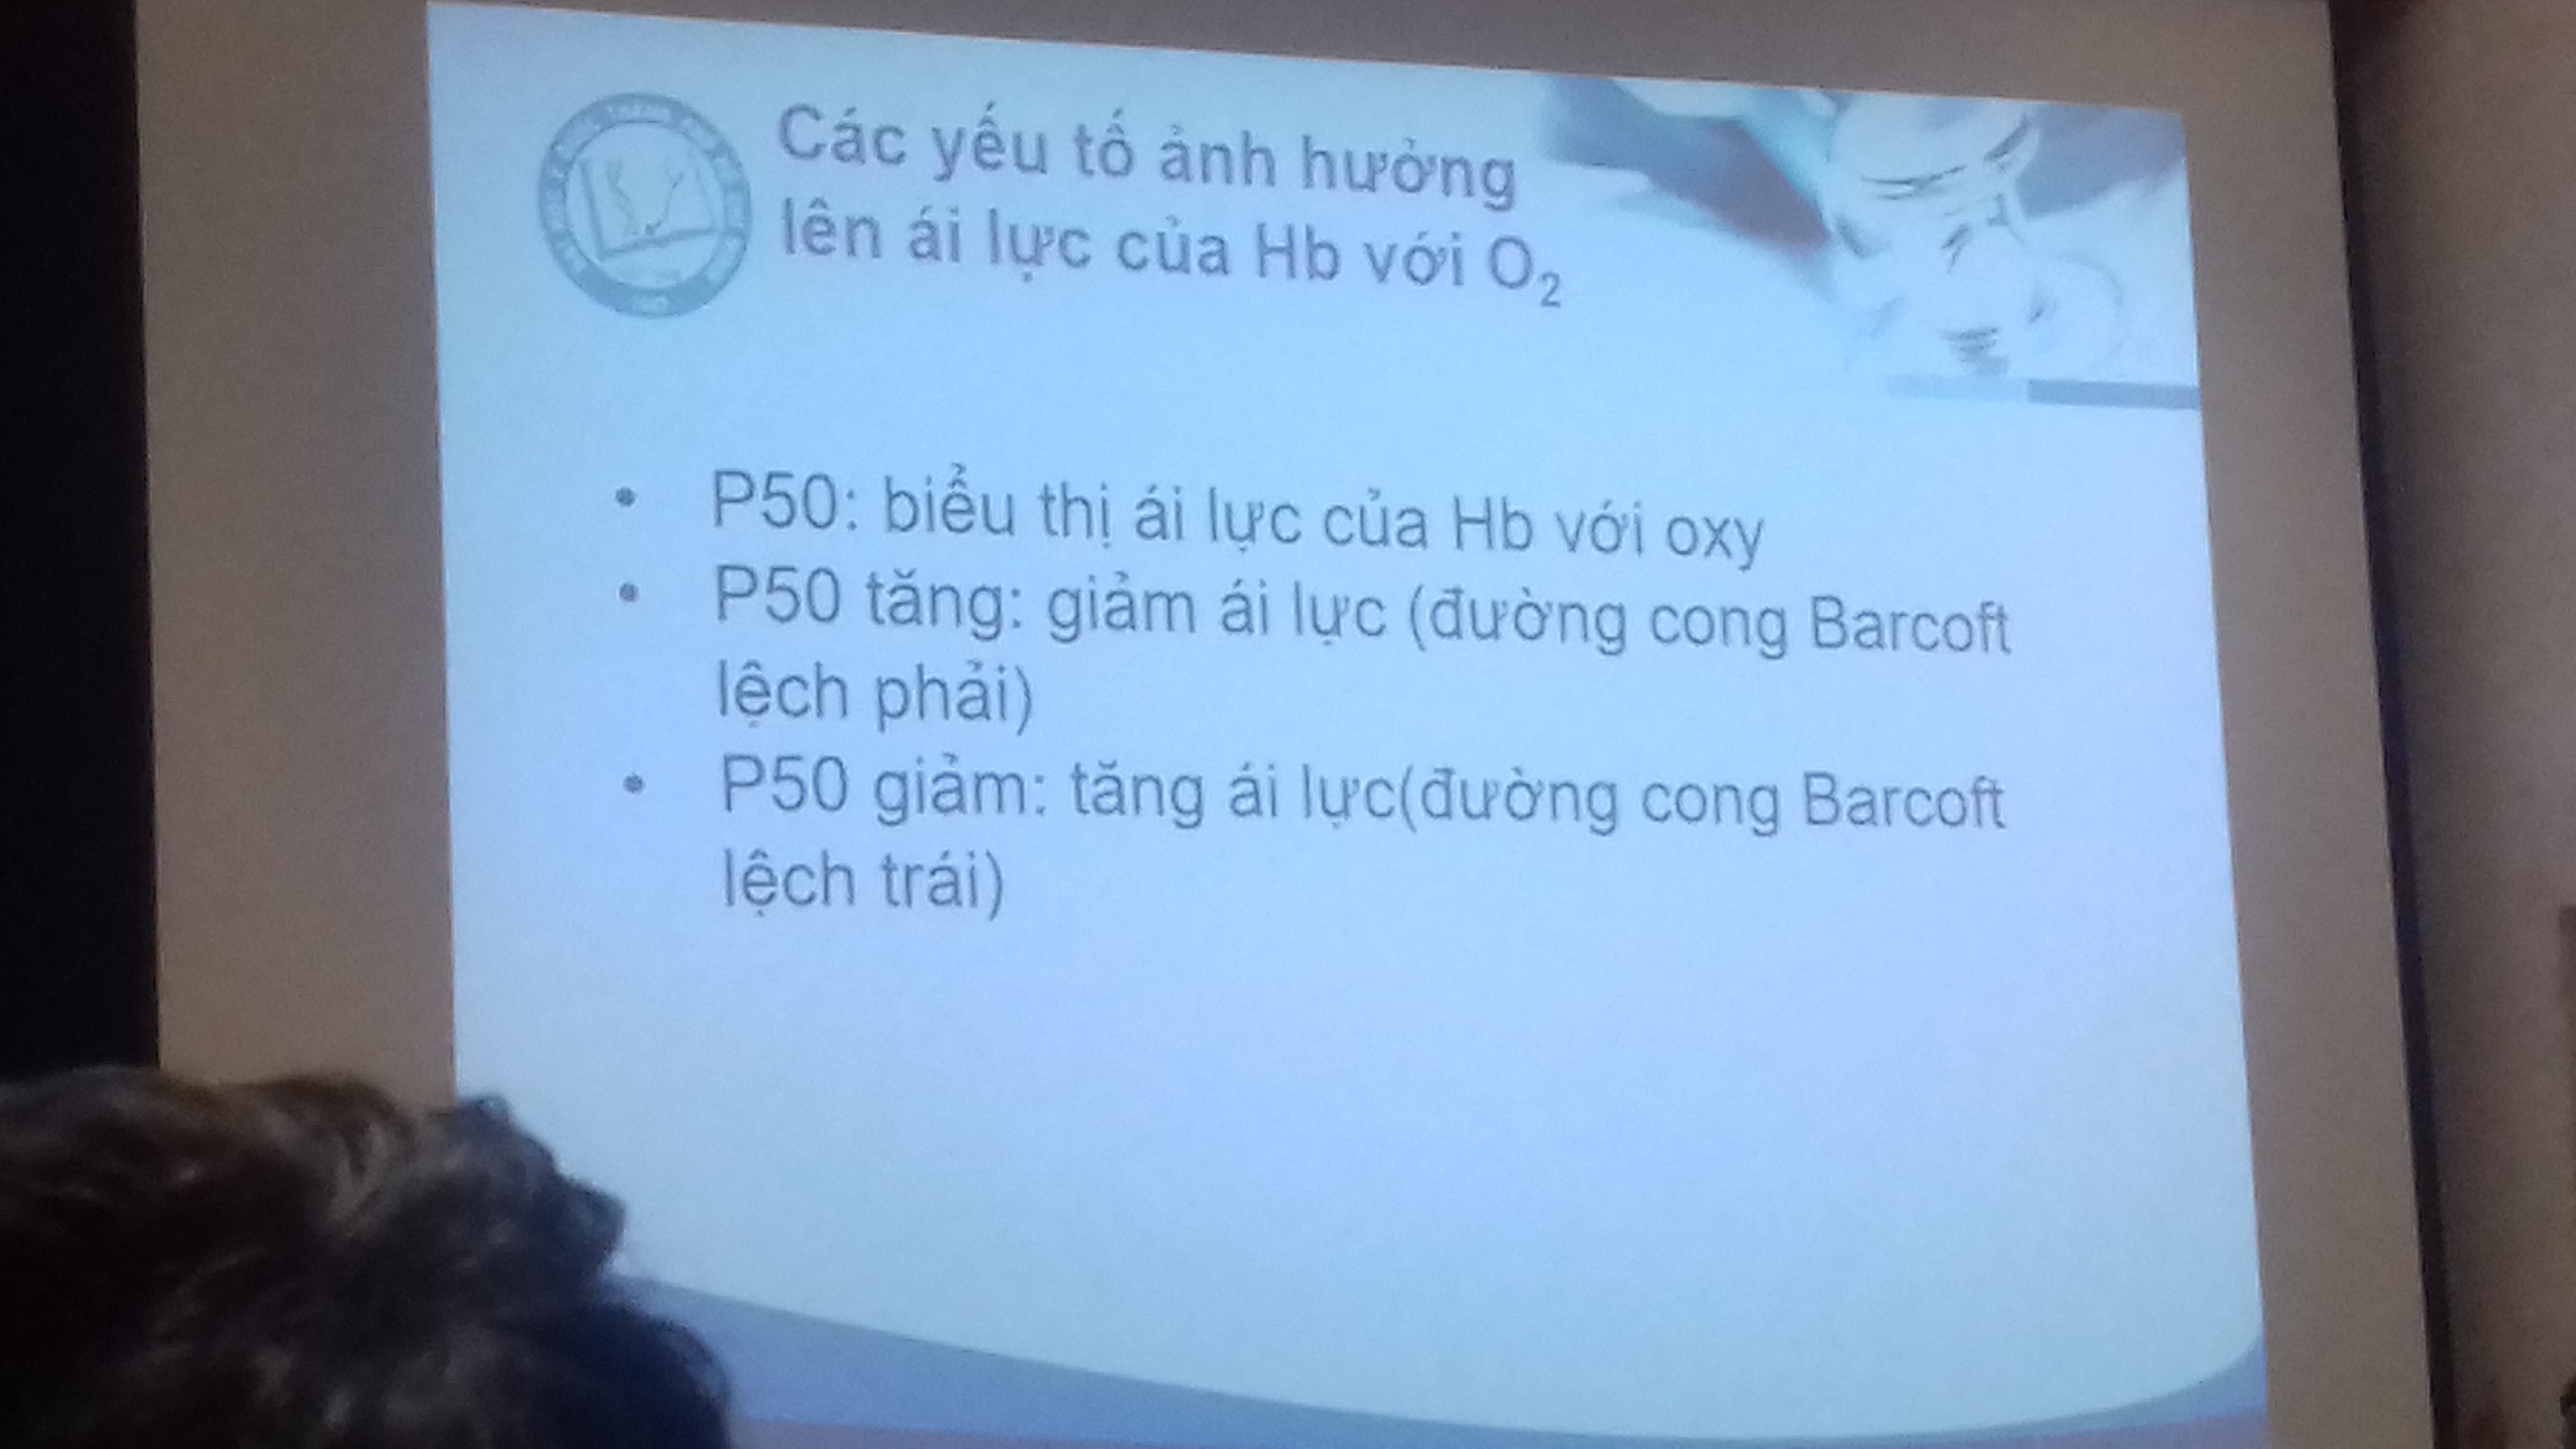 Các yếu tố ảnh hưởng
lên ái lực của Hb với O₂
• P50: biểu thị ái lực của Hb với oxy
• P50 tăng: giảm ái lực (đường cong Barcoft
lệch phải)
• P50 giảm: tăng ái lực(đường cong Barcoft
lệch trái)